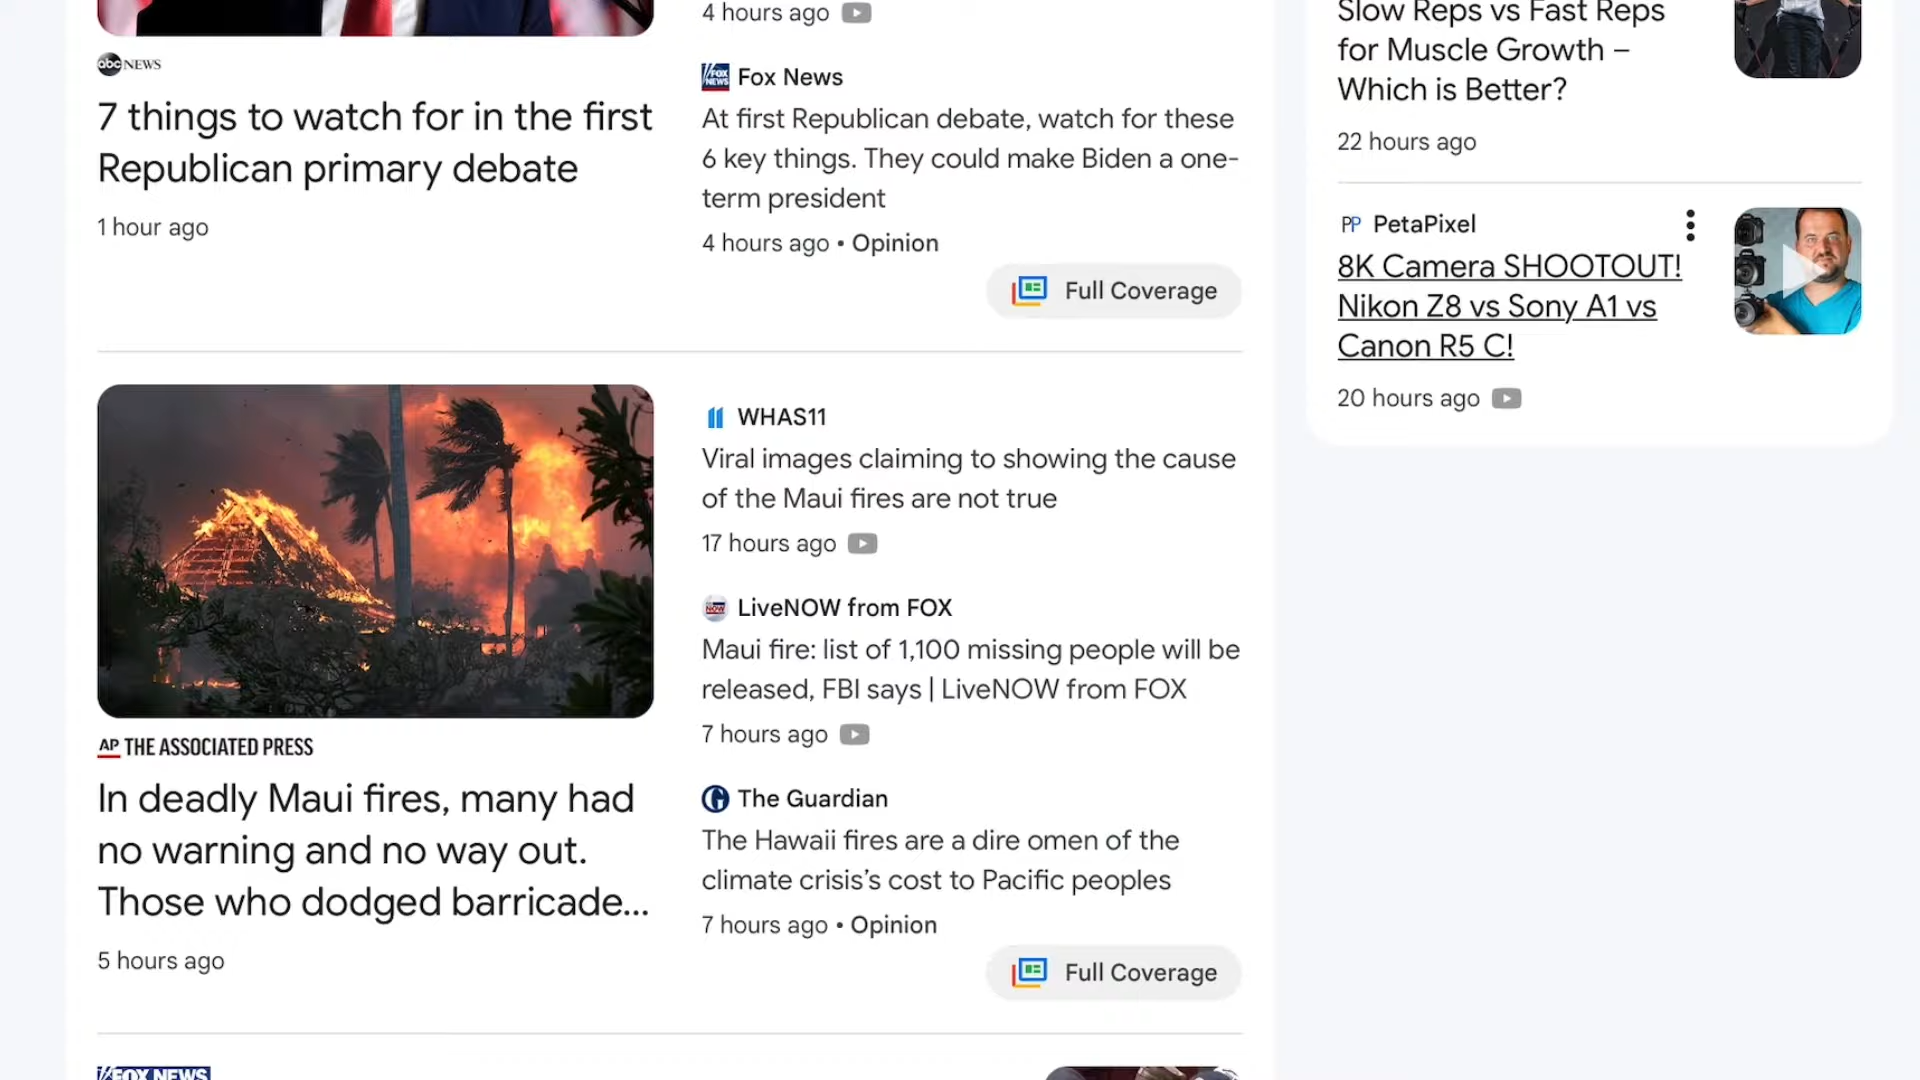 abc NEWS
7 things to watch for in the first
Republican primary debate
1 hour ago
4 hours ago
FOX NEWS Fox News
At first Republican debate, watch for these
6 key things. They could make Biden a one-
term president
4 hours ago • Opinion
Full Coverage
AP THE ASSOCIATED PRESS
In deadly Maui fires, many had
no warning and no way out.
Those who dodged barricade...
5 hours ago
WHAS11
Viral images claiming to showing the cause
of the Maui fires are not true
17 hours ago
NOW LiveNOW from FOX
Maui fire: list of 1,100 missing people will be
released, FBI says | LiveNOW from FOX
7 hours ago
The Guardian
The Hawaii fires are a dire omen of the
climate crisis’s cost to Pacific peoples
7 hours ago • Opinion
Full Coverage
FOX NEWS
Slow Reps vs Fast Reps
for Muscle Growth –
Which is Better?
22 hours ago
PP PetaPixel
8K Camera SHOOTOUT!
Nikon Z8 vs Sony A1 vs
Canon R5 C!
20 hours ago